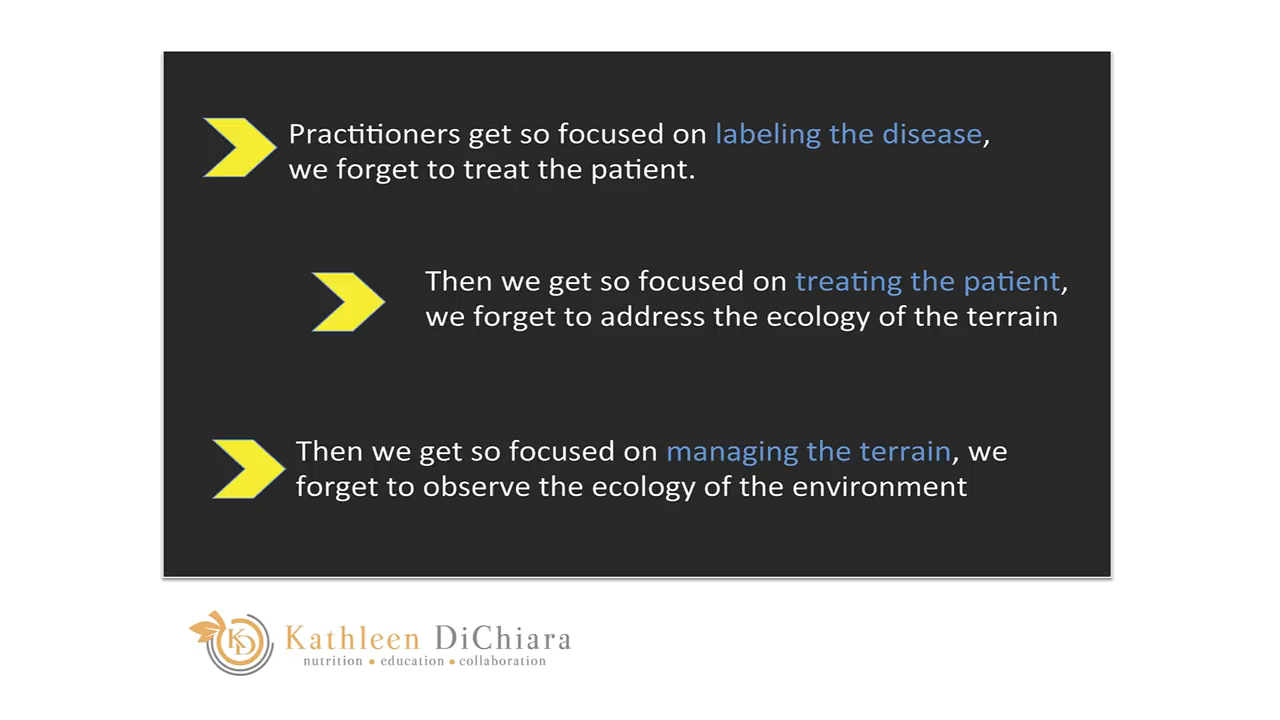 Practitioners get so focused on labeling the disease,
we forget to treat the patient.
Then we get so focused on treating the patient,
we forget to address the ecology of the terrain
Then we get so focused on managing the terrain, we
forget to observe the ecology of the environment
KD
Kathleen DiChiara
nutrition • education • collaboration